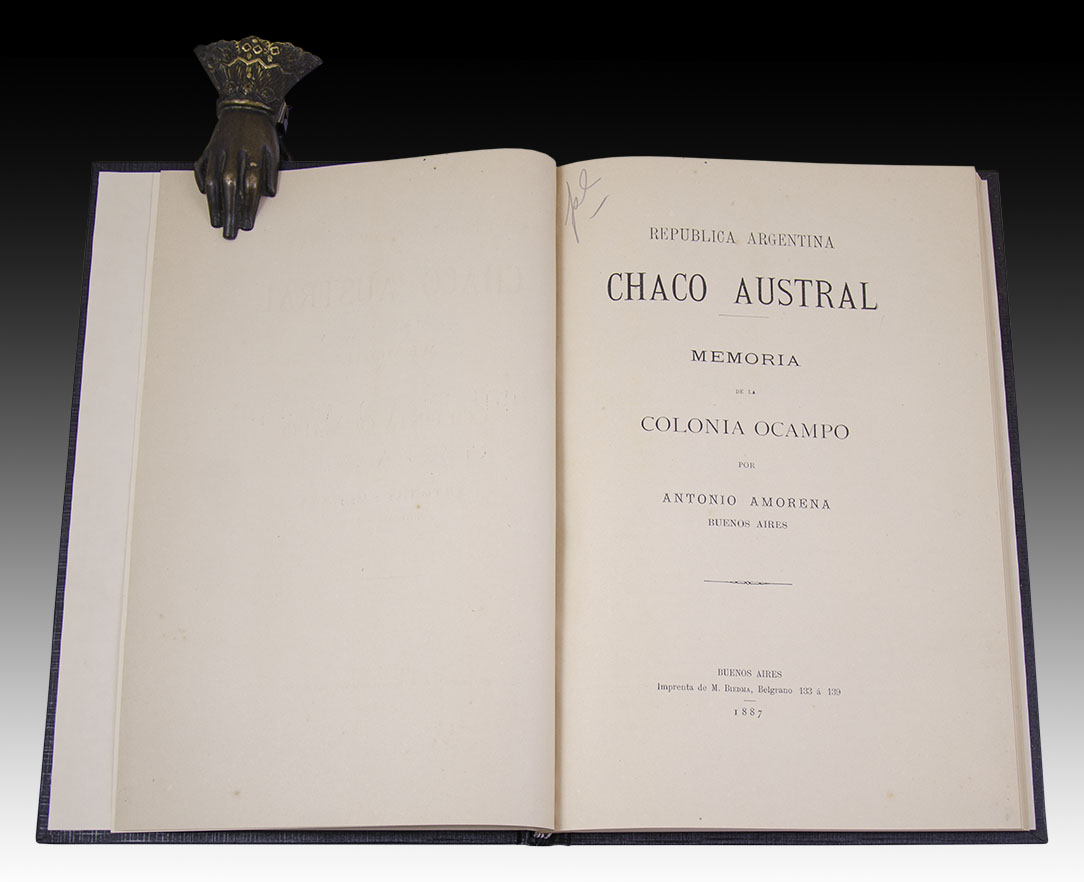 REPUBLICA ARGENTINA
CHACO AUSTRAL
MEMORIA
DE LA
COLONIA OCAMPO
POR
ANTONIO AMORENA
BUENOS AIRES
BUENOS AIRES
Imprenta de M. BIEDMA, Belgrano 133 á 139
1887